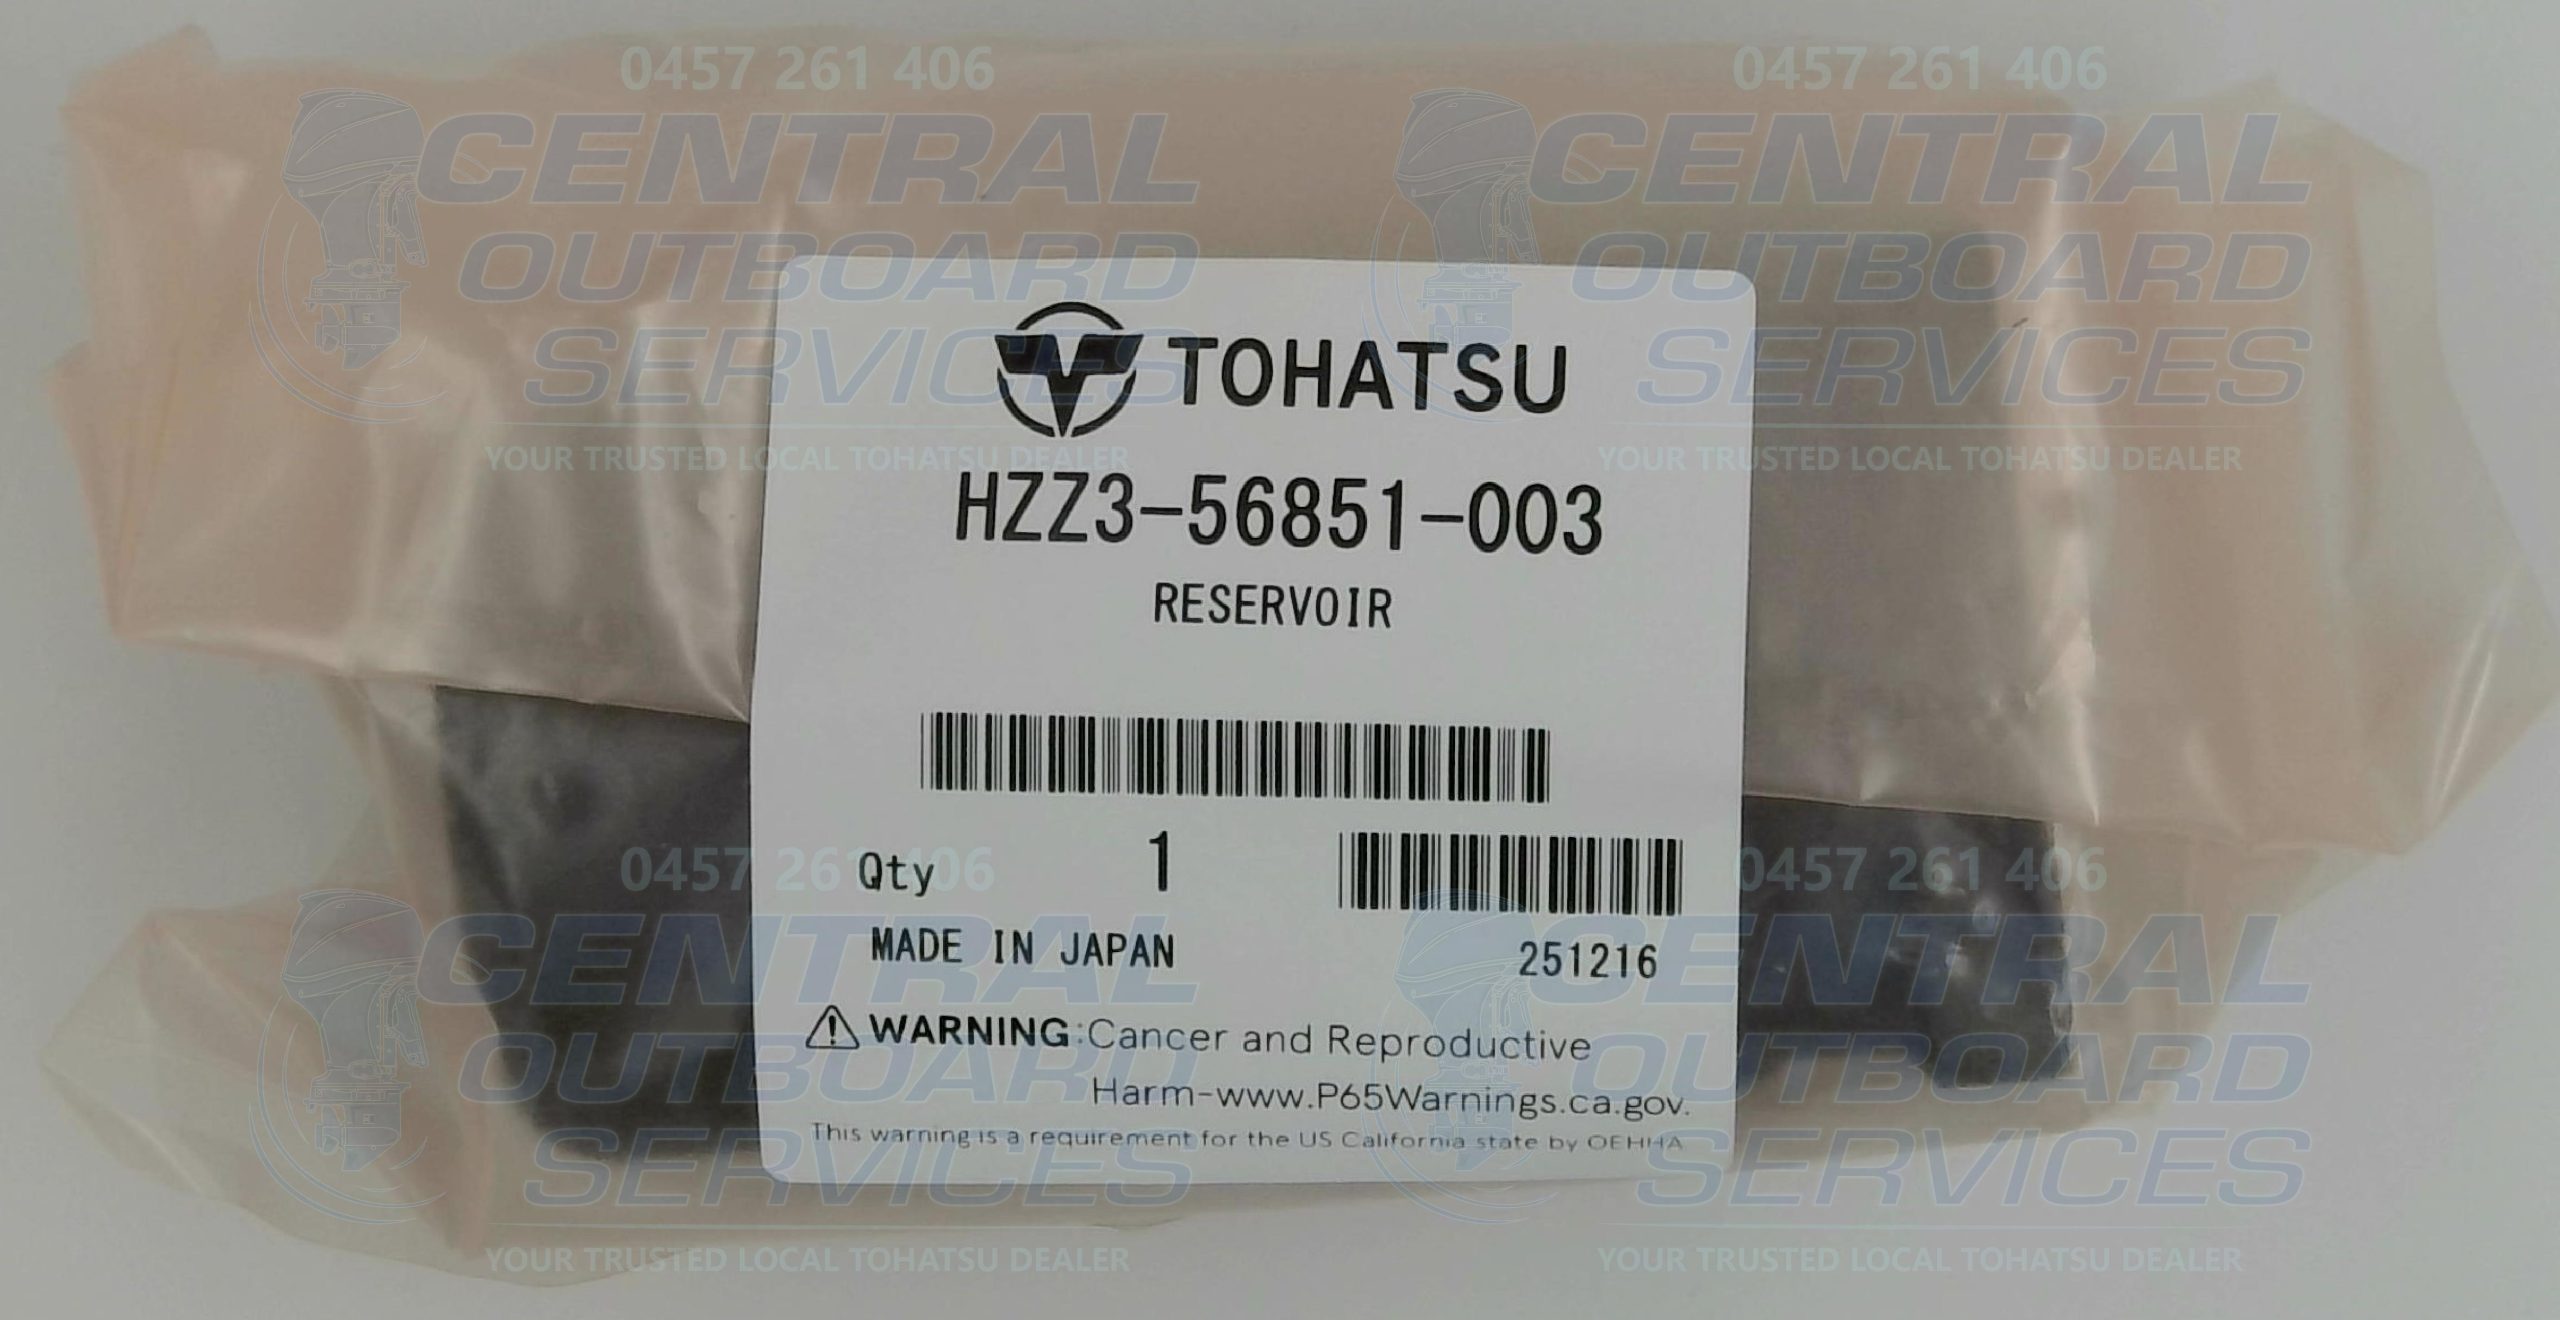 0457 261 406
CENTRAL
OUTBOARD
SERVICES
YOUR TRUSTED LOCAL TOHATSU DEALER
0457 261 406
CENTRAL
OUTBOARD
SERVICES
YOUR TRUSTED LOCAL TOHATSU DEALER
TOHATSU
HZZ3-56851-003
RESERVOIR
Qty 1
MADE IN JAPAN 251216
WARNING:Cancer and Reproductive
Harm-www.P65Warnings.ca.gov.
This warning is a requirement for the US California state by OEHHA
0457 261 406
CENTRAL
OUTBOARD
SERVICES
YOUR TRUSTED LOCAL TOHATSU DEALER
0457 261 406
CENTRAL
OUTBOARD
SERVICES
YOUR TRUSTED LOCAL TOHATSU DEALER